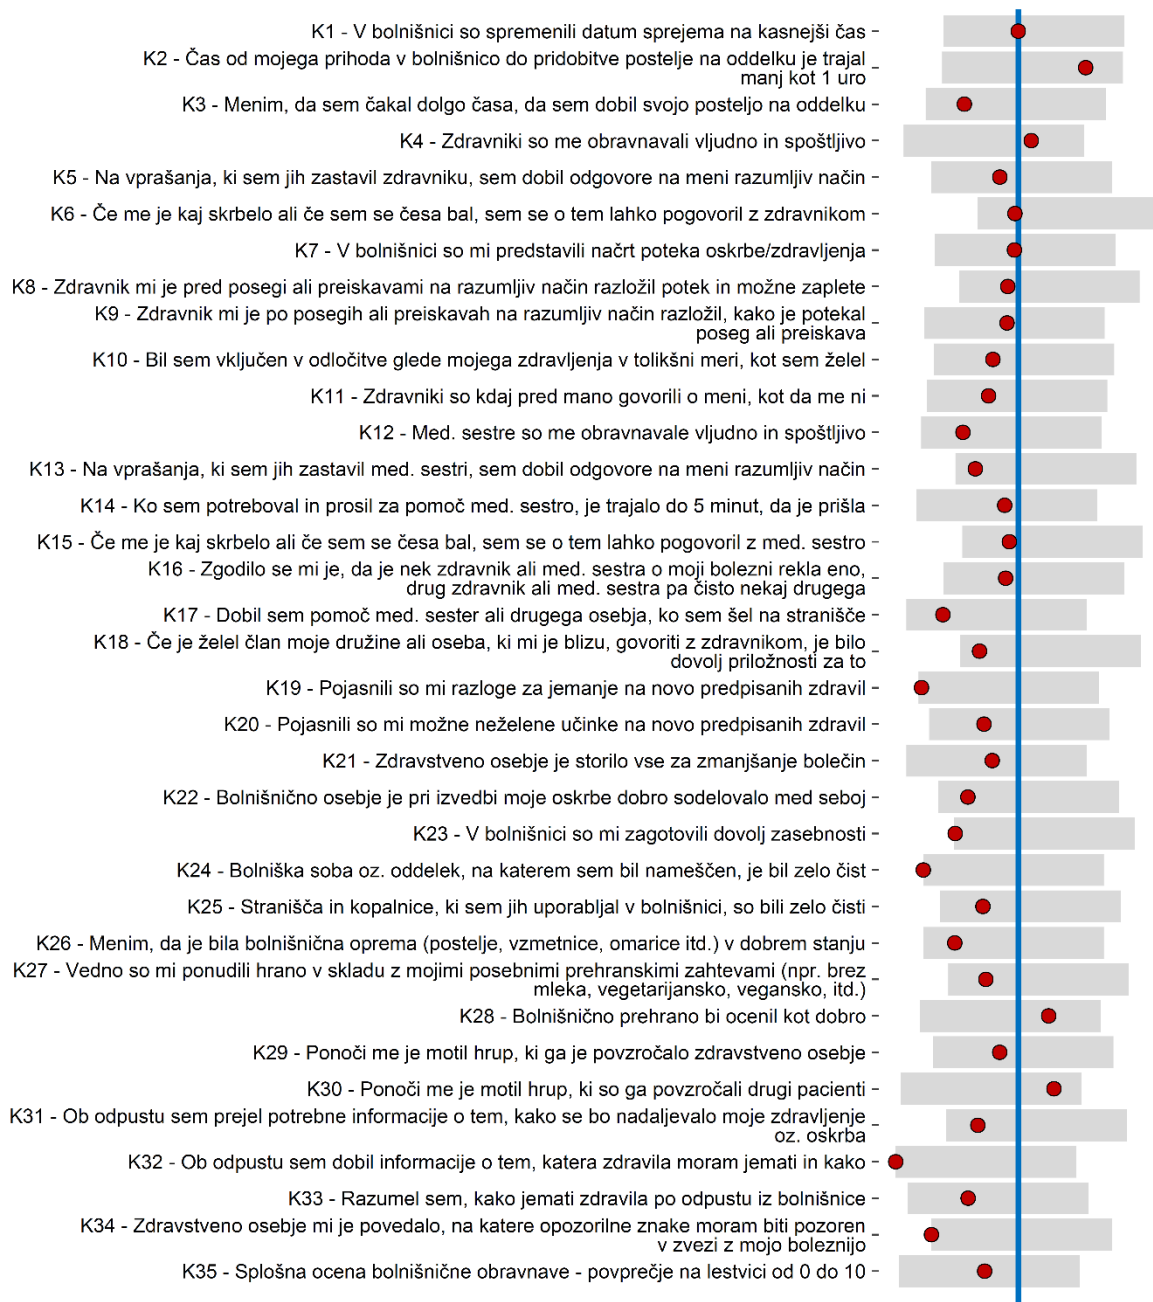 K1 - V bolnišnici so spremenili datum sprejema na kasnejši čas
K2 - Čas od mojega prihoda v bolnišnico do pridobitve postelje na oddelku je trajal
manj kot 1 uro
K3 - Menim, da sem čakal dolgo časa, da sem dobil svojo posteljo na oddelku
K4 - Zdravniki so me obravnavali vljudno in spoštljivo
K5 - Na vprašanja, ki sem jih zastavil zdravniku, sem dobil odgovore na meni razumljiv način
K6 - Če me je kaj skrbelo ali če sem se česa bal, sem se o tem lahko pogovoril z zdravnikom
K7 - V bolnišnici so mi predstavili načrt poteka oskrbe/zdravljenja
K8 - Zdravnik mi je pred posegi ali preiskavami na razumljiv način razložil potek in možne zaplete
K9 - Zdravnik mi je po posegih ali preiskavah na razumljiv način razložil, kako je potekal
poseg ali preiskava
K10 - Bil sem vključen v odločitve glede mojega zdravljenja v tolikšni meri, kot sem želel
K11 - Zdravniki so kdaj pred mano govorili o meni, kot da me ni
K12 - Med. sestre so me obravnavale vljudno in spoštljivo
K13 - Na vprašanja, ki sem jih zastavil med. sestri, sem dobil odgovore na meni razumljiv način
K14 - Ko sem potreboval in prosil za pomoč med. sestro, je trajalo do 5 minut, da je prišla
K15 - Če me je kaj skrbelo ali če sem se česa bal, sem se o tem lahko pogovoril z med. sestro
K16 - Zgodilo se mi je, da je nek zdravnik ali med. sestra o moji bolezni rekla eno,
drug zdravnik ali med. sestra pa čisto nekaj drugega
K17 - Dobil sem pomoč med. sester ali drugega osebja, ko sem šel na stranišče
K18 - Če je želel član moje družine ali oseba, ki mi je blizu, govoriti z zdravnikom, je bilo
dovolj priložnosti za to
K19 - Pojasnili so mi razloge za jemanje na novo predpisanih zdravil
K20 - Pojasnili so mi možne neželene učinke na novo predpisanih zdravil
K21 - Zdravstveno osebje je storilo vse za zmanjšanje bolečin
K22 - Bolnišnično osebje je pri izvedbi moje oskrbe dobro sodelovalo med seboj
K23 - V bolnišnici so mi zagotovili dovolj zasebnosti
K24 - Bolniška soba oz. oddelek, na katerem sem bil nameščen, je bil zelo čist
K25 - Stranišča in kopalnice, ki sem jih uporabljal v bolnišnici, so bili zelo čisti
K26 - Menim, da je bila bolnišnična oprema (postelje, vzmetnice, omarice itd.) v dobrem stanju
K27 - Vedno so mi ponudili hrano v skladu z mojimi posebnimi prehranskimi zahtevami (npr. brez
mleka, vegetarijansko, vegansko, itd.)
K28 - Bolnišnično prehrano bi ocenil kot dobro
K29 - Ponoči me je motil hrup, ki ga je povzročalo zdravstveno osebje
K30 - Ponoči me je motil hrup, ki so ga povzročali drugi pacienti
K31 - Ob odpustu sem prejel potrebne informacije o tem, kako se bo nadaljevalo moje zdravljenje
oz. oskrba
K32 - Ob odpustu sem dobil informacije o tem, katera zdravila moram jemati in kako
K33 - Razumel sem, kako jemati zdravila po odpustu iz bolnišnice
K34 - Zdravstveno osebje mi je povedalo, na katere opozorilne znake moram biti pozoren
v zvezi z mojo boleznijo
K35 - Splošna ocena bolnišnične obravnave - povprečje na lestvici od 0 do 10